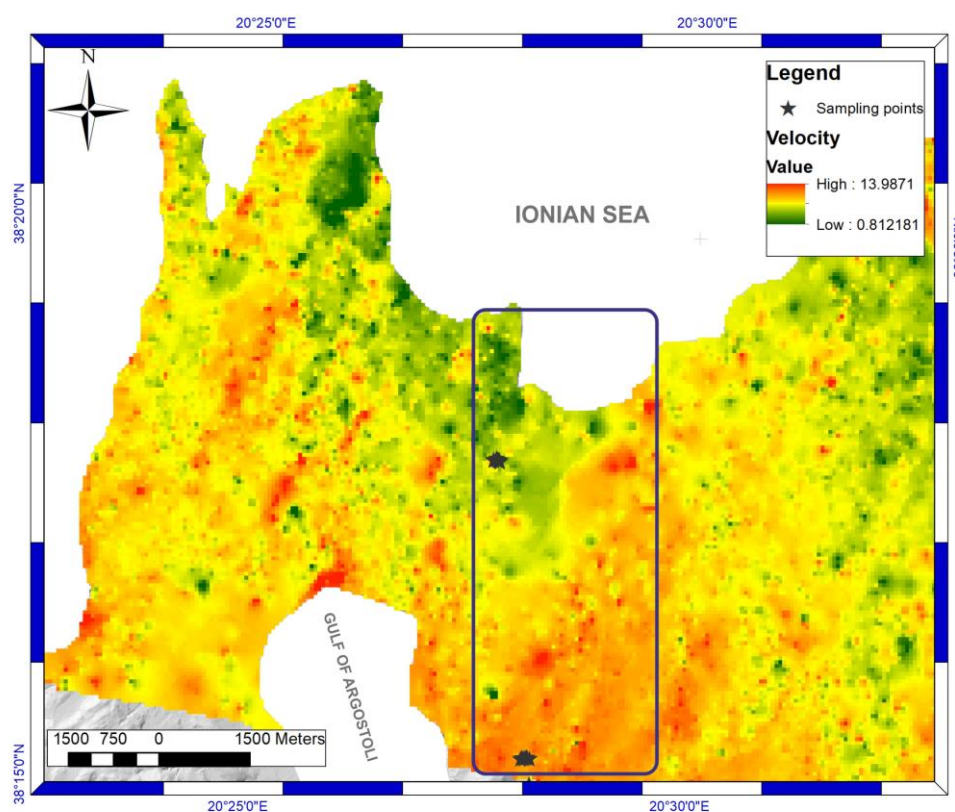 20°25'0"E
20°30'0"E
N
Legend
Sampling points
Velocity
Value
High : 13.9871
Low : 0.812181
38°20'0"N
IONIAN SEA
GULF OF ARGOSTOLI
1500 750 0 1500 Meters
38°15'0"N
20°25'0"E
20°30'0"E